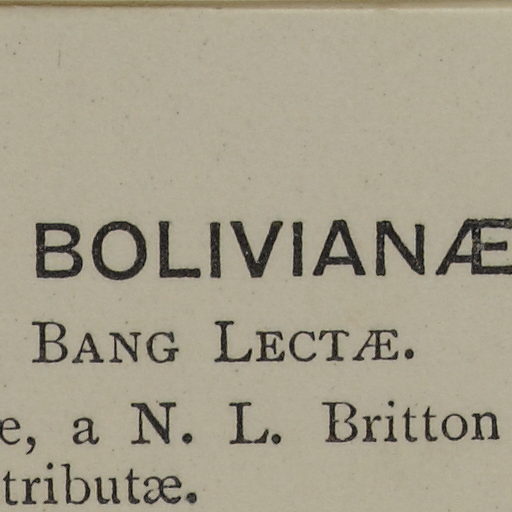 BOLIVIANÆ
BANG LECTÆ.
e, a N. L. Britton
tributæ.